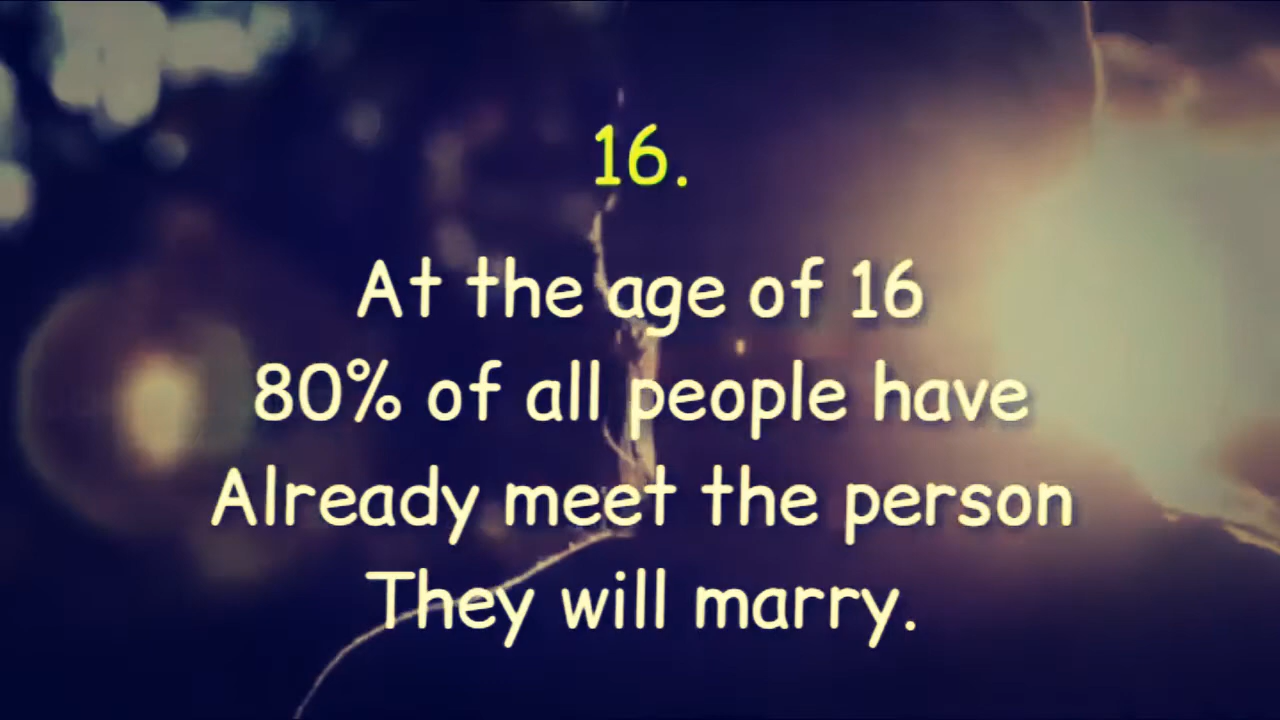 16.
At the age of 16
80% of all people have
Already meet the person
They will marry.